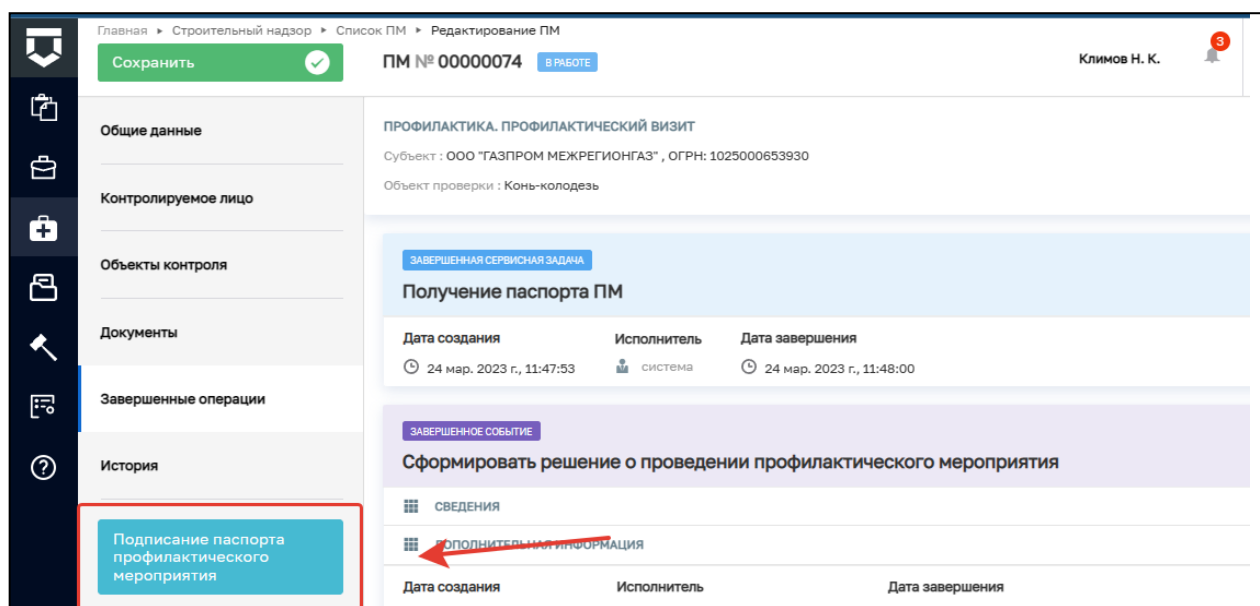 Главная ▸ Строительный надзор ▸ Список ПМ ▸ Редактирование ПМ
Сохранить
ПМ № 00000074 В РАБОТЕ
Климов Н. К.
3
Общие данные
Контролируемое лицо
Объекты контроля
Документы
Завершенные операции
История
Подписание паспорта
профилактического
мероприятия
ПРОФИЛАКТИКА. ПРОФИЛАКТИЧЕСКИЙ ВИЗИТ
Субъект : ООО "ГАЗПРОМ МЕЖРЕГИОНГАЗ" , ОГРН: 1025000653930
Объект проверки : Конь-колодезь
ЗАВЕРШЕННАЯ СЕРВИСНАЯ ЗАДАЧА
Получение паспорта ПМ
Дата создания Исполнитель Дата завершения
24 мар. 2023 г., 11:47:53 система 24 мар. 2023 г., 11:48:00
ЗАВЕРШЕННОЕ СОБЫТИЕ
Сформировать решение о проведении профилактического мероприятия
СВЕДЕНИЯ
ДОПОЛНИТЕЛЬНАЯ ИНФОРМАЦИЯ
Дата создания Исполнитель Дата завершения